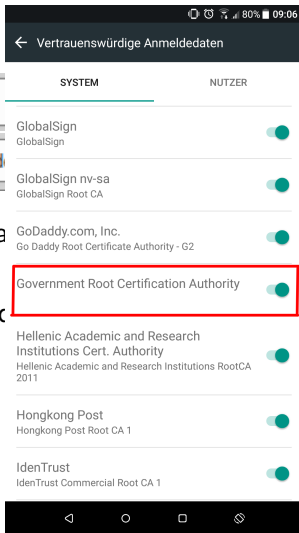 80% 09:06
Vertrauenswürdige Anmeldedaten
SYSTEM NUTZER
GlobalSign
GlobalSign
GlobalSign nv-sa
GlobalSign Root CA
GoDaddy.com, Inc.
Go Daddy Root Certificate Authority - G2
Government Root Certification Authority
Hellenic Academic and Research
Institutions Cert. Authority
Hellenic Academic and Research Institutions RootCA
2011
Hongkong Post
Hongkong Post Root CA 1
IdenTrust
IdenTrust Commercial Root CA 1